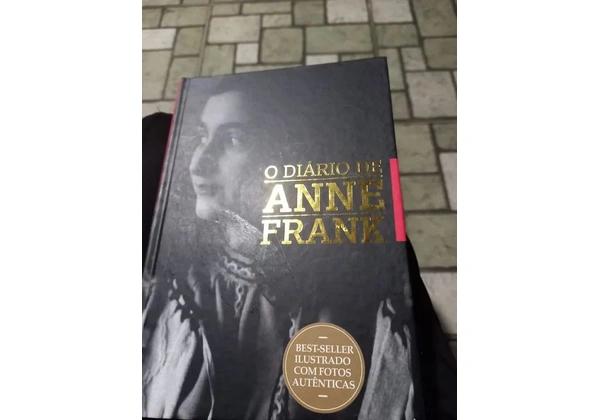 O DIÁRIO DE
ANNE
FRANK
BEST-SELLER
ILUSTRADO
COM FOTOS
AUTÊNTICAS